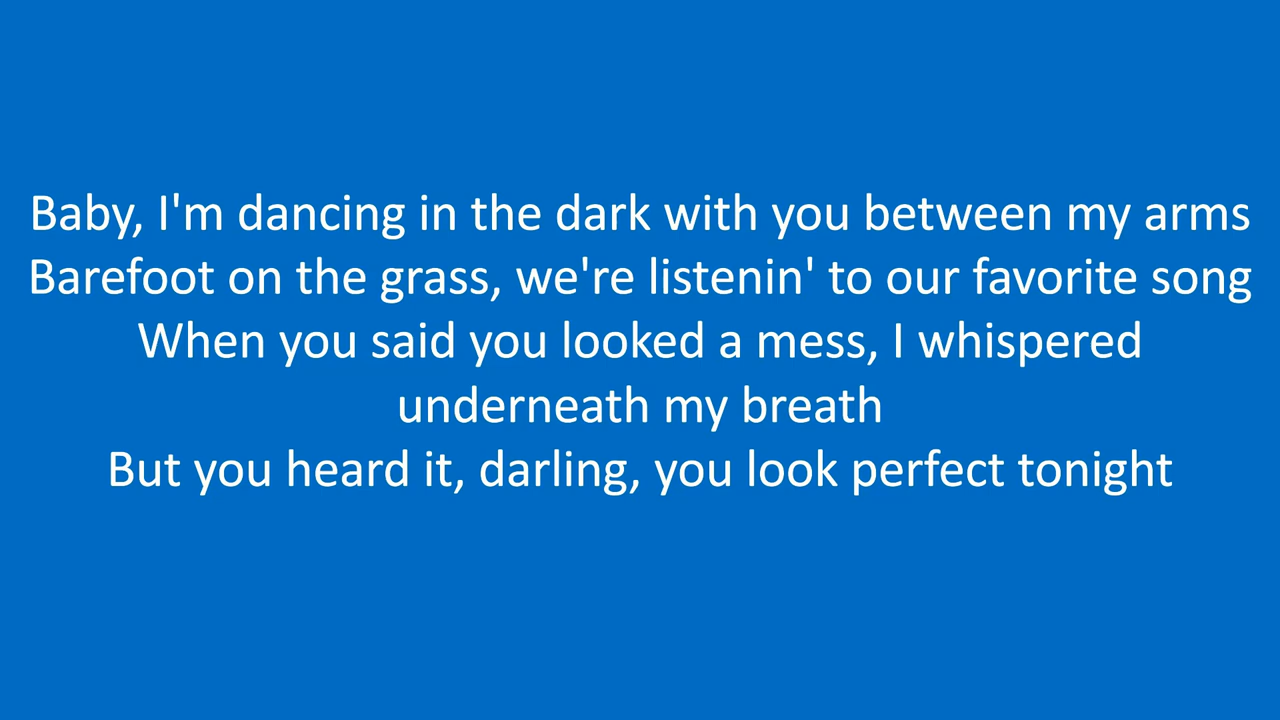 Baby, I'm dancing in the dark with you between my arms
Barefoot on the grass, we're listenin' to our favorite song
When you said you looked a mess, I whispered
underneath my breath
But you heard it, darling, you look perfect tonight